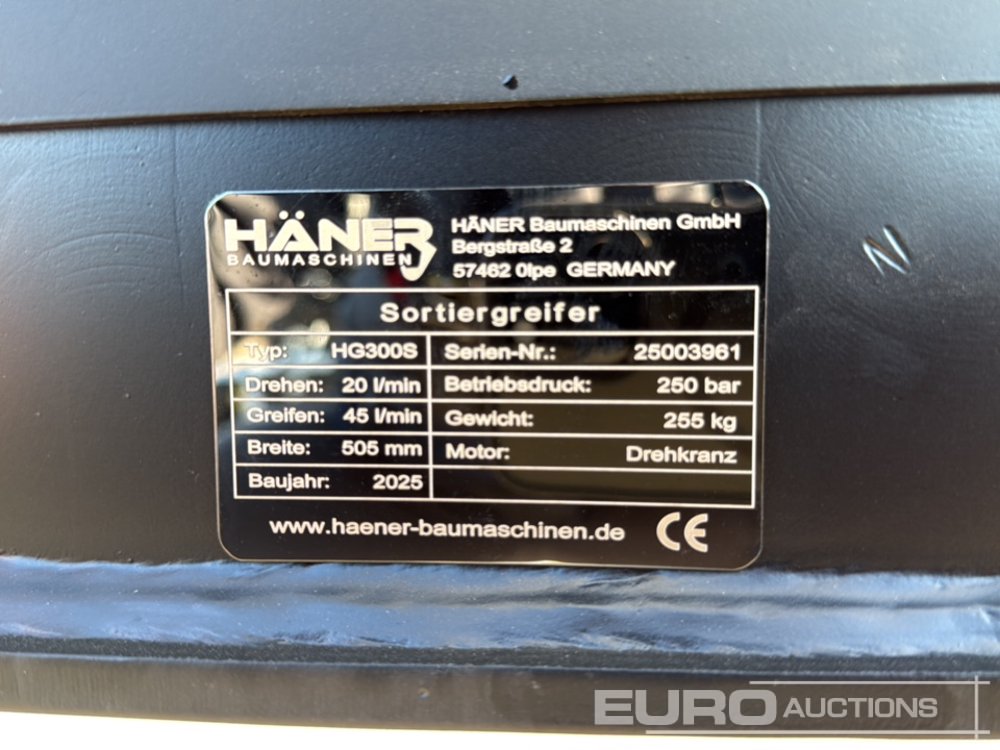 HÄNER
BAUMASCHINEN
HÄNER Baumaschinen GmbH
Bergstraße 2
57462 Olpe GERMANY
Sortiergreifer
Typ: HG300S Serien-Nr.: 25003961
Drehen: 20 l/min Betriebsdruck: 250 bar
Greifen: 45 l/min Gewicht: 255 kg
Breite: 505 mm Motor: Drehkranz
Baujahr: 2025
www.haener-baumaschinen.de CE
N
EURO AUCTIONS